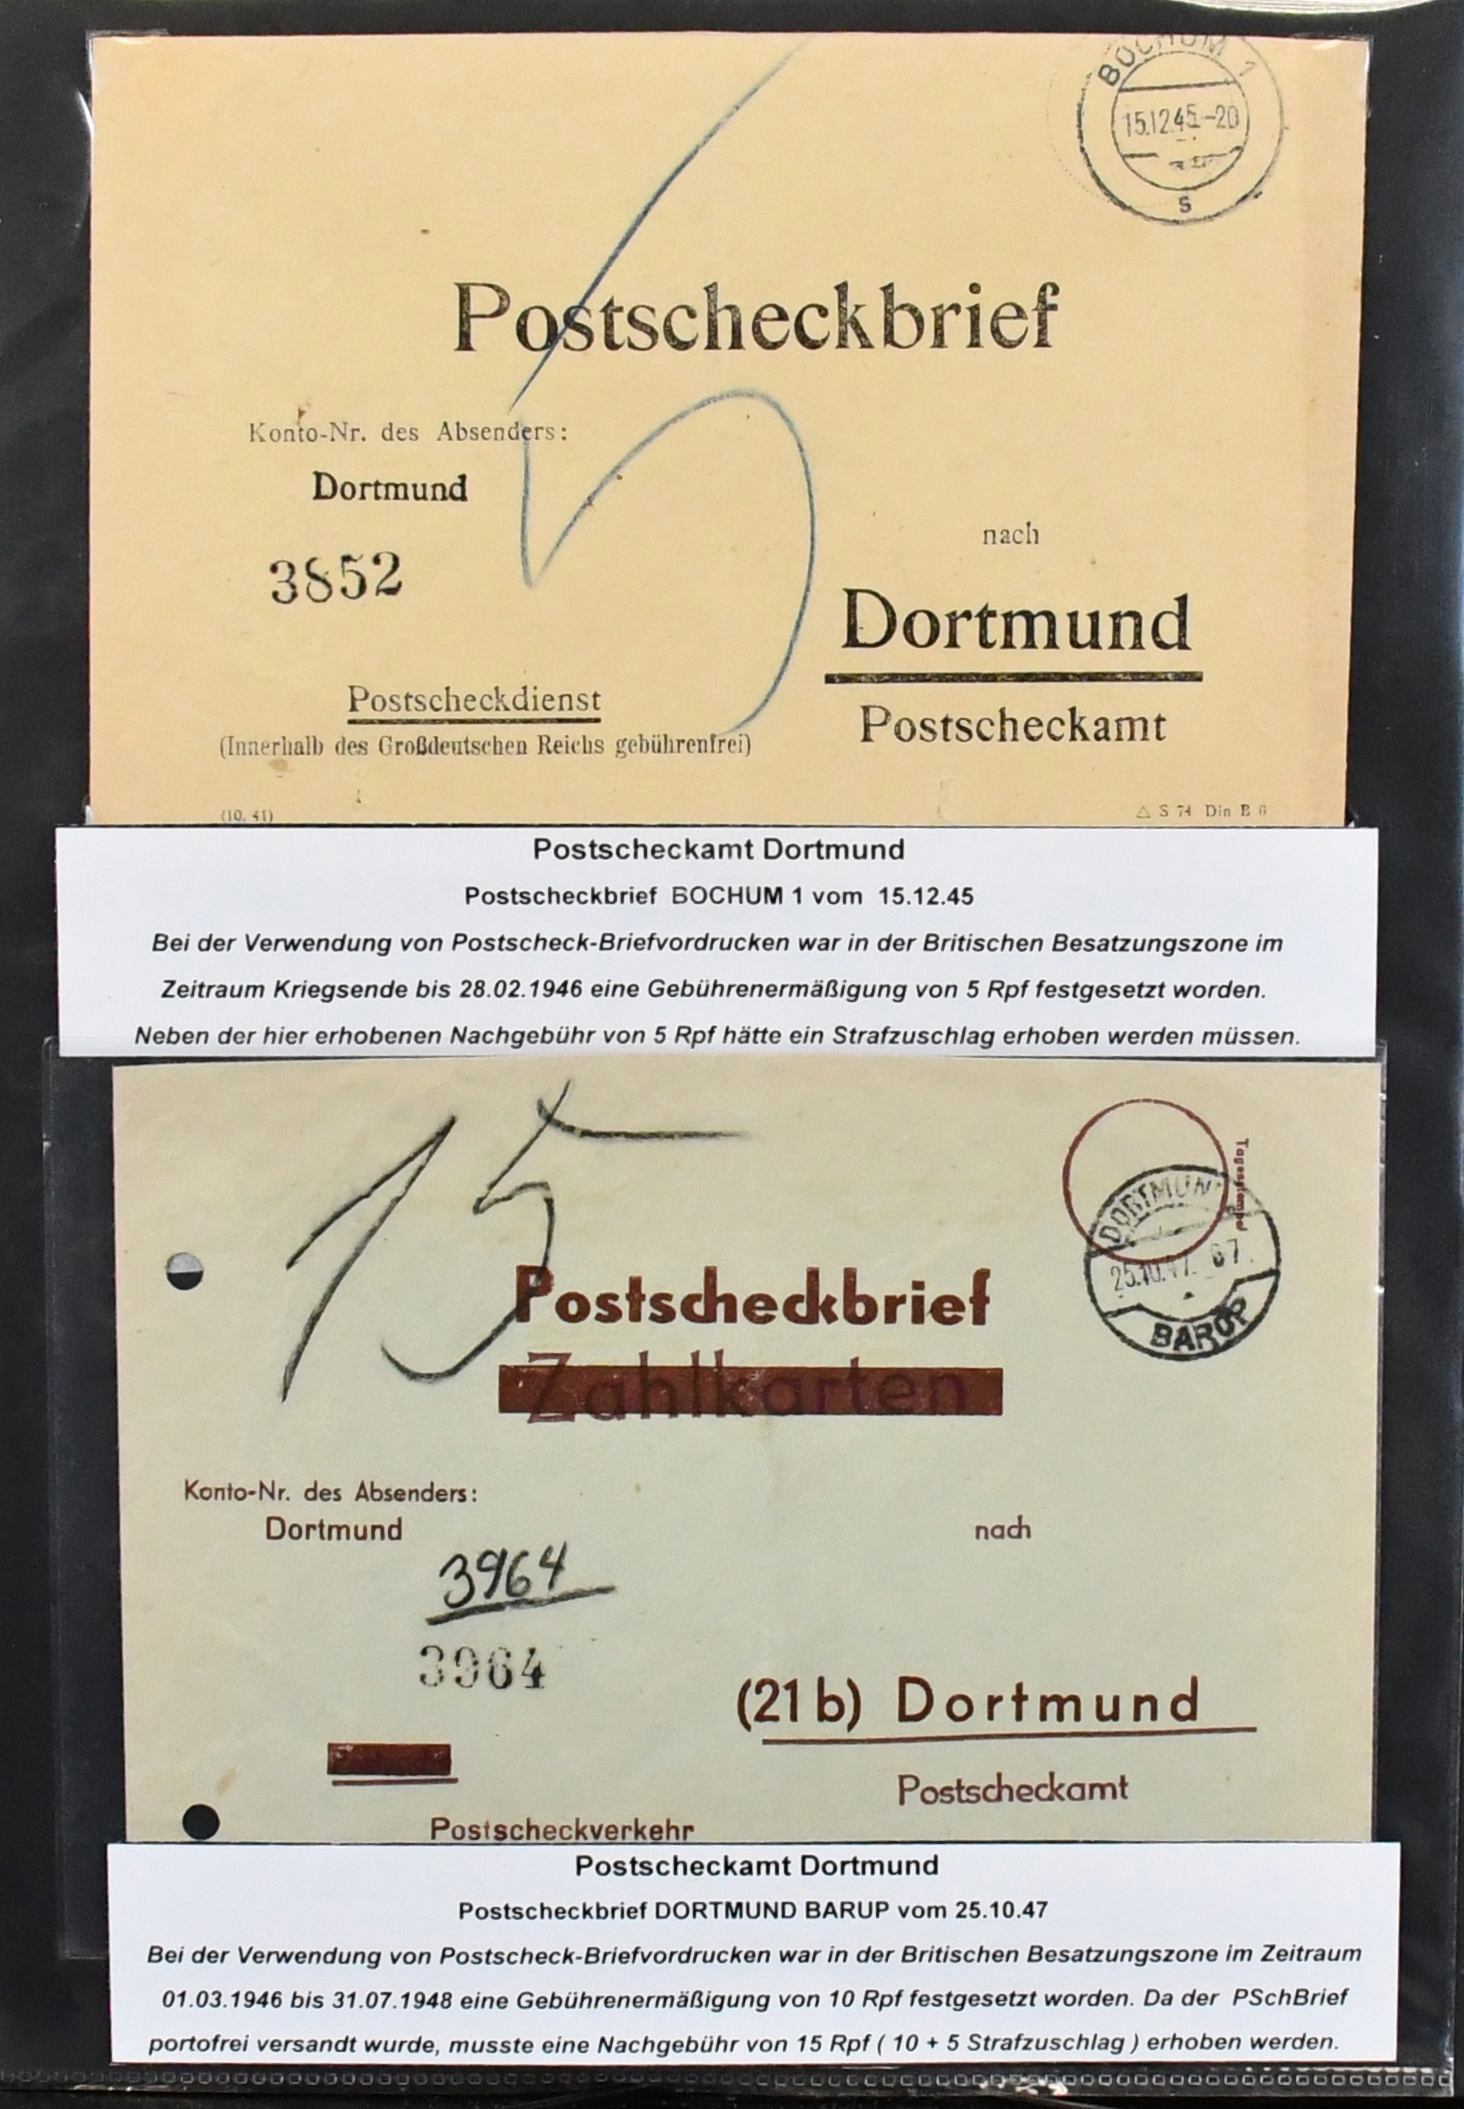 BOCHUM 1
15.12.45-20
s
5
Postscheckbrief
Konto-Nr. des Absenders:
Dortmund
3852
nach
Dortmund
Postscheckamt
Postscheckdienst
(Innerhalb des Großdeutschen Reichs gebührenfrei)
(10. 41)
△ S 74 Din E 6
Postscheckamt Dortmund
Postscheckbrief BOCHUM 1 vom 15.12.45
Bei der Verwendung von Postscheck-Briefvordrucken war in der Britischen Besatzungszone im
Zeitraum Kriegsende bis 28.02.1946 eine Gebührenermäßigung von 5 Rpf festgesetzt worden.
Neben der hier erhobenen Nachgebühr von 5 Rpf hätte ein Strafzuschlag erhoben werden müssen.
15
Tagesstempel
DORTMUND
25.10.47. 67.
BAROP
Postscheckbrief
Zahlkarten
Konto-Nr. des Absenders:
Dortmund
nach
3964
3964
(21b) Dortmund
Postscheckamt
Postscheckverkehr
Postscheckamt Dortmund
Postscheckbrief DORTMUND BARUP vom 25.10.47
Bei der Verwendung von Postscheck-Briefvordrucken war in der Britischen Besatzungszone im Zeitraum
01.03.1946 bis 31.07.1948 eine Gebührenermäßigung von 10 Rpf festgesetzt worden. Da der PSchBrief
portofrei versandt wurde, musste eine Nachgebühr von 15 Rpf ( 10 + 5 Strafzuschlag ) erhoben werden.